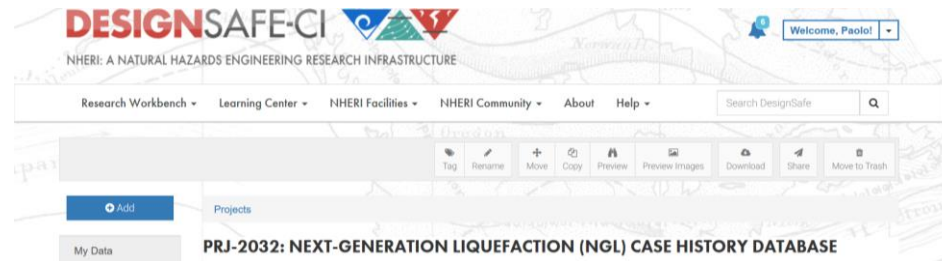 DESIGNSAFE-CI
6
Welcome, Paolo!
NHERI: A NATURAL HAZARDS ENGINEERING RESEARCH INFRASTRUCTURE
Research Workbench Learning Center NHERI Facilities NHERI Community About Help Search DesignSafe
Tag Rename Move Copy Preview Preview Images Download Share Move to Trash
Add Projects
My Data PRJ-2032: NEXT-GENERATION LIQUEFACTION (NGL) CASE HISTORY DATABASE